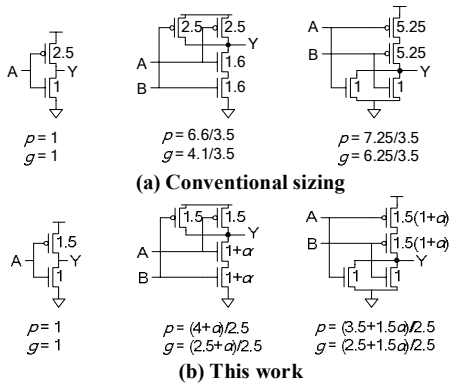 2.5
A
Y
1
p = 1
g = 1
2.5
2.5
Y
A
1.6
B
1.6
p = 6.6/3.5
g = 4.1/3.5
A
5.25
B
5.25
Y
1
1
p = 7.25/3.5
g = 6.25/3.5
(a) Conventional sizing
1.5
A
Y
1
p = 1
g = 1
1.5
1.5
Y
A
1+α
B
1+α
p = (4+α)/2.5
g = (2.5+α)/2.5
A
1.5(1+α)
B
1.5(1+α)
Y
1
1
p = (3.5+1.5α)/2.5
g = (2.5+1.5α)/2.5
(b) This work